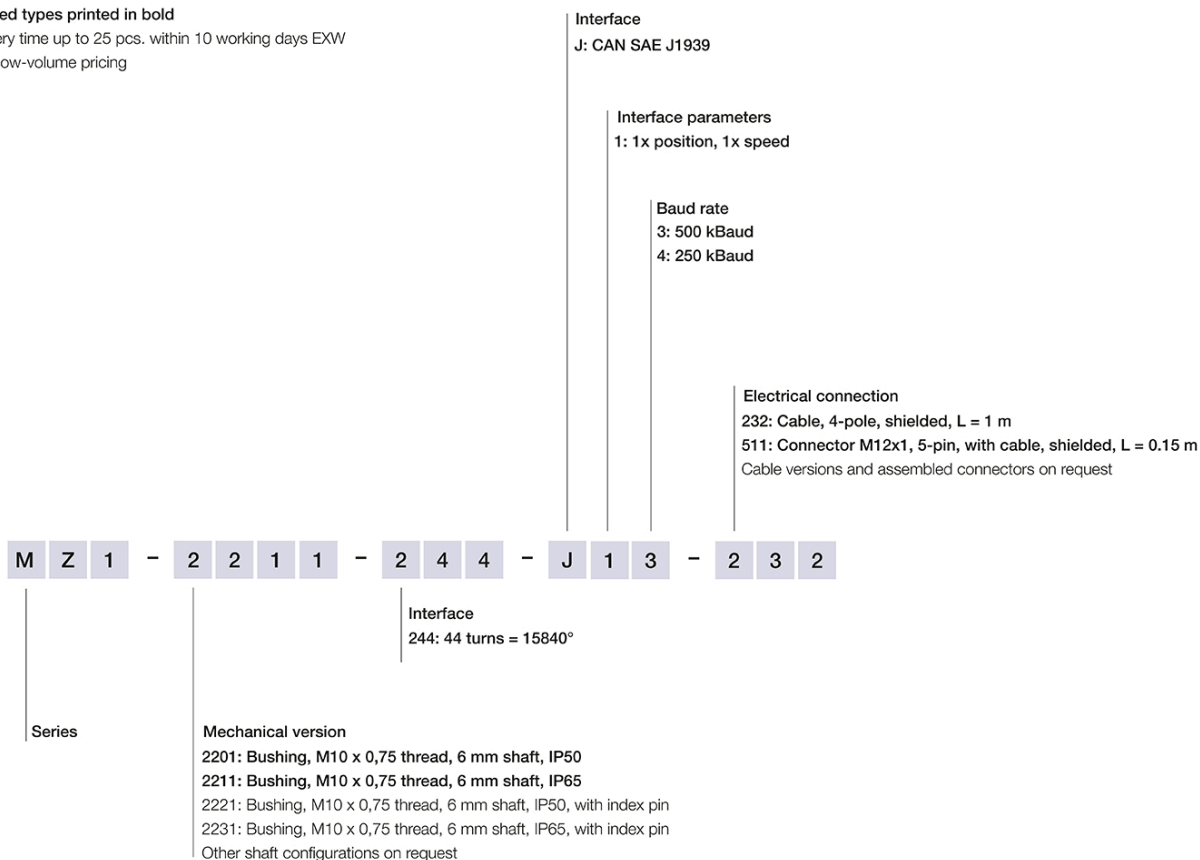 ed types printed in bold
ery time up to 25 pcs. within 10 working days EXW
ow-volume pricing
Interface
J: CAN SAE J1939
Interface parameters
1: 1x position, 1x speed
Baud rate
3: 500 kBaud
4: 250 kBaud
Electrical connection
232: Cable, 4-pole, shielded, L = 1 m
511: Connector M12x1, 5-pin, with cable, shielded, L = 0.15 m
Cable versions and assembled connectors on request
M Z 1 - 2 2 1 1 - 2 4 4 - J 1 3 - 2 3 2
Interface
244: 44 turns = 15840°
Series
Mechanical version
2201: Bushing, M10 x 0,75 thread, 6 mm shaft, IP50
2211: Bushing, M10 x 0,75 thread, 6 mm shaft, IP65
2221: Bushing, M10 x 0,75 thread, 6 mm shaft, IP50, with index pin
2231: Bushing, M10 x 0,75 thread, 6 mm shaft, IP65, with index pin
Other shaft configurations on request